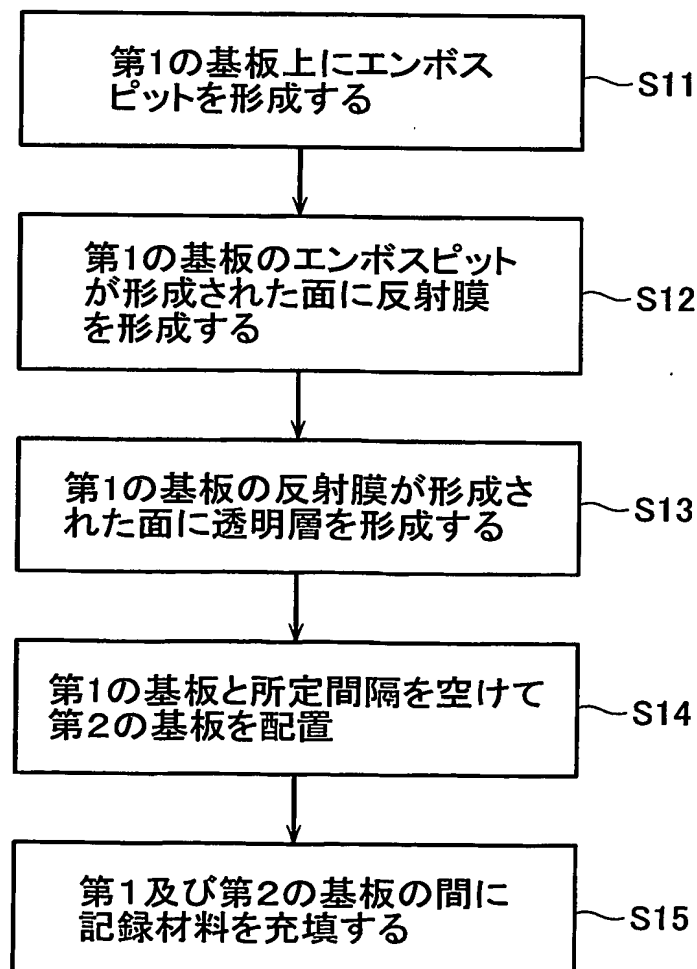 第1の基板上にエンボス
ピットを形成する
S11
第1の基板のエンボスピット
が形成された面に反射膜
を形成する
S12
第1の基板の反射膜が形成さ
れた面に透明層を形成する
S13
第1の基板と所定間隔を空けて
第2の基板を配置
S14
第1及び第2の基板の間に
記録材料を充填する
S15